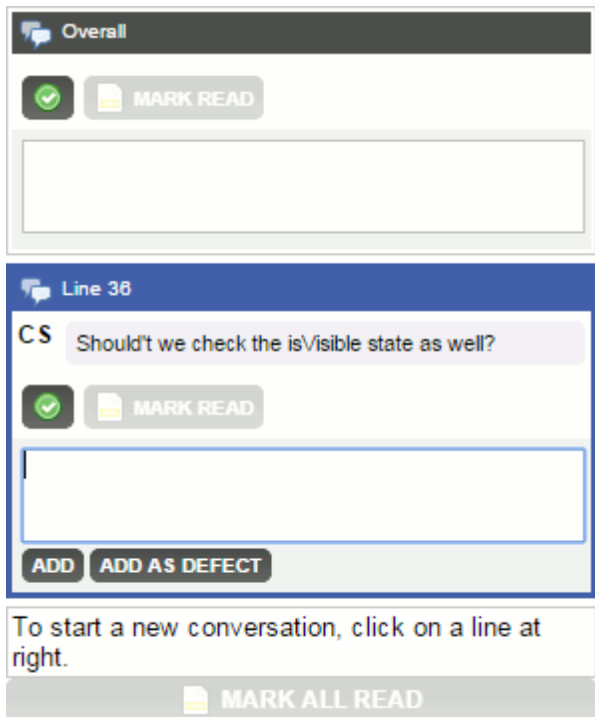 Overall
MARK READ
Line 36
CS Should't we check the isVisible state as well?
MARK READ
ADD ADD AS DEFECT
To start a new conversation, click on a line at
right.
MARK ALL READ